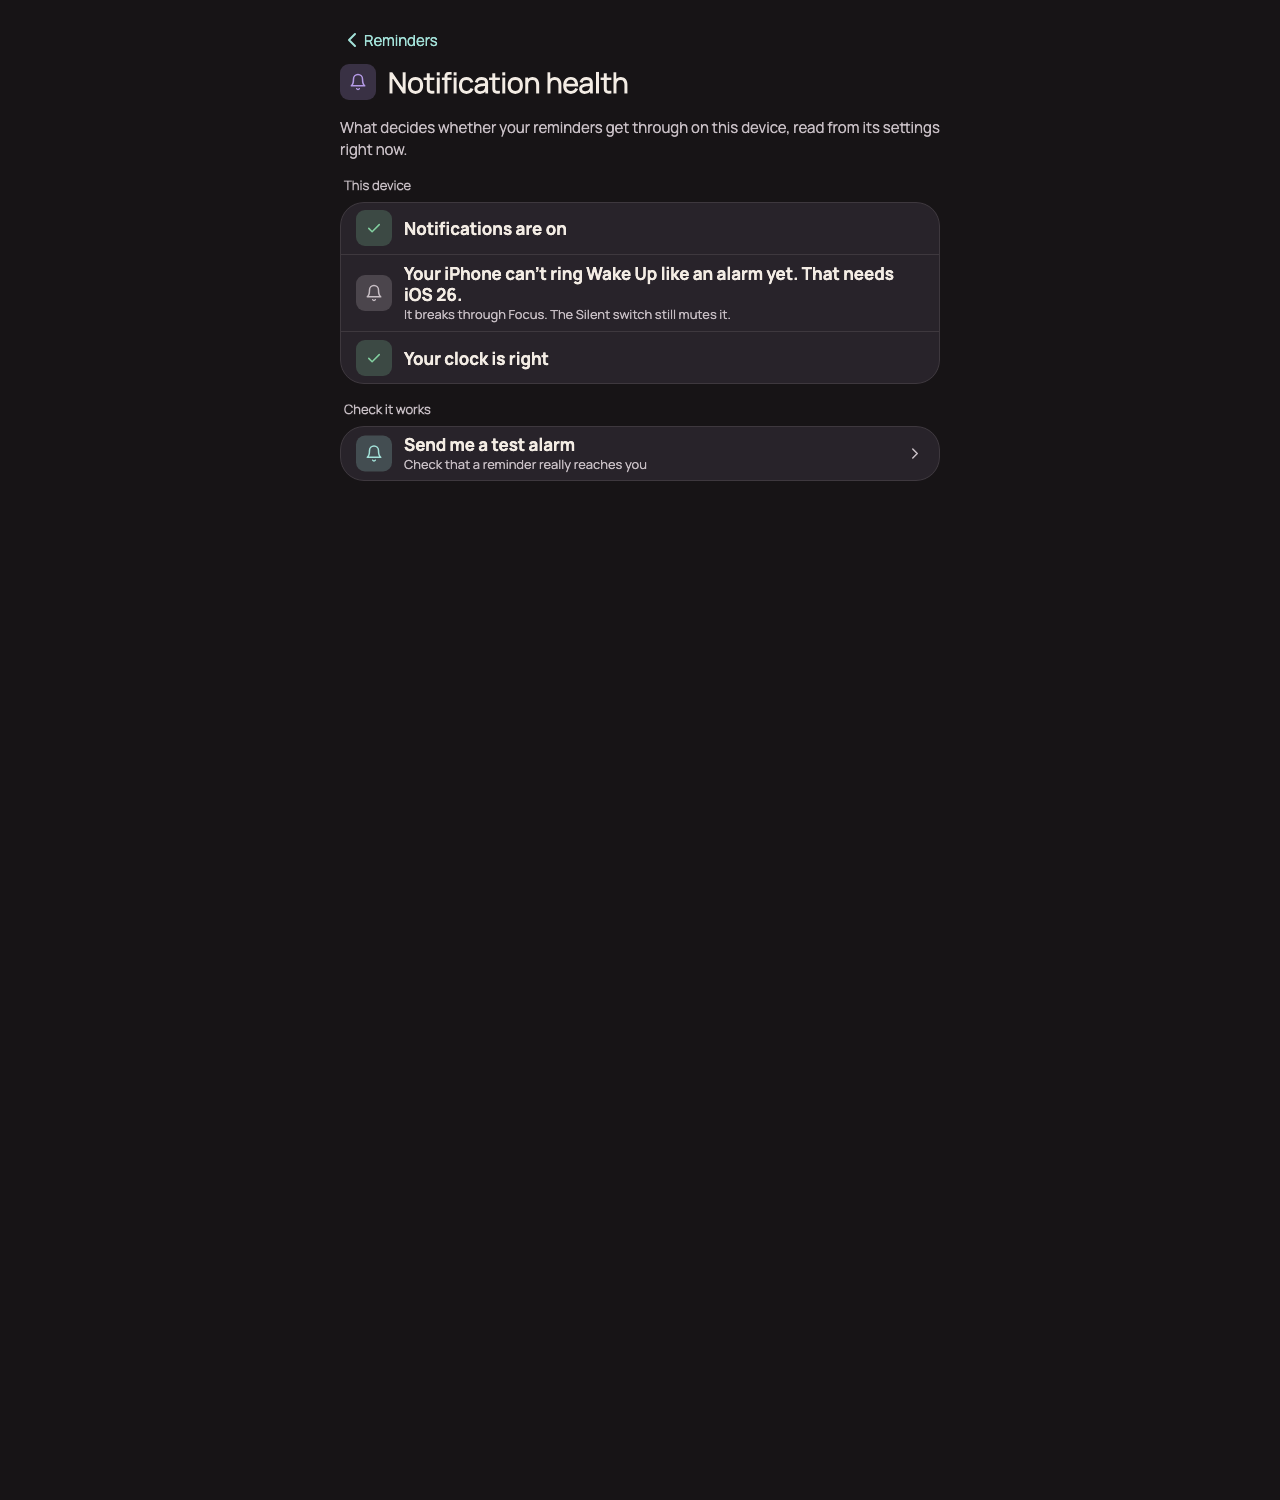 Reminders
Notification health
What decides whether your reminders get through on this device, read from its settings
right now.
This device
Notifications are on
Your iPhone can’t ring Wake Up like an alarm yet. That needs
iOS 26.
It breaks through Focus. The Silent switch still mutes it.
Your clock is right
Check it works
Send me a test alarm
Check that a reminder really reaches you